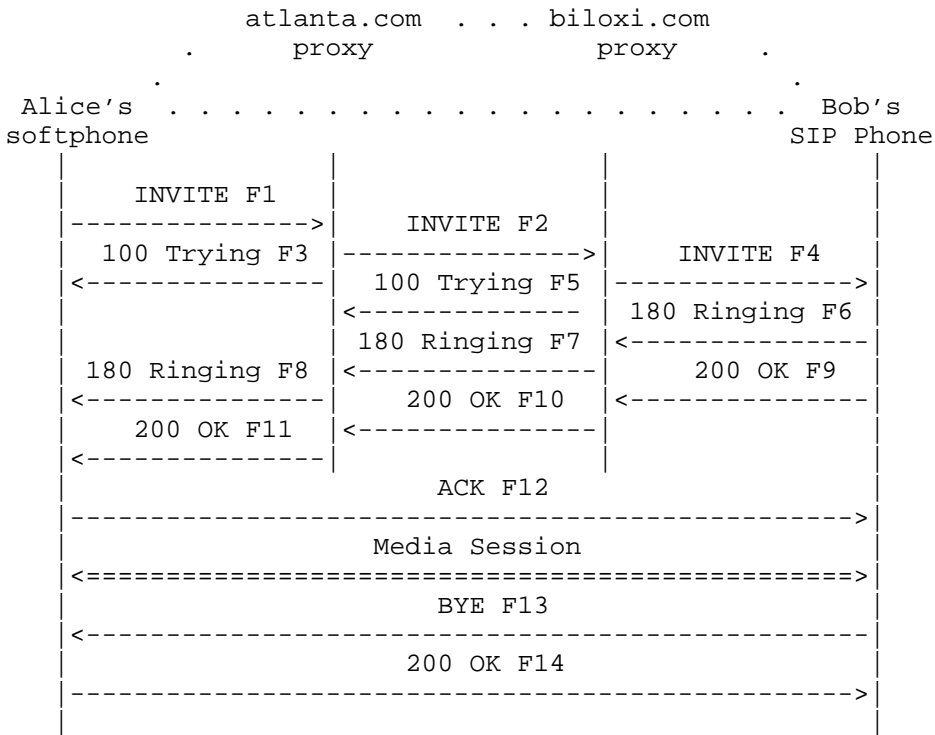 atlanta.com . . . biloxi.com
. proxy proxy .
. .
Alice's . . . . . . . . . . . . . . . . . . . . Bob's
softphone SIP Phone
| | | |
| INVITE F1 | | |
|--------------->| INVITE F2 | |
| 100 Trying F3 |--------------->| INVITE F4 |
|<---------------| 100 Trying F5 |--------------->|
| |<-------------- | 180 Ringing F6 |
| | 180 Ringing F7 |<---------------|
| 180 Ringing F8 |<---------------| 200 OK F9 |
|<---------------| 200 OK F10 |<---------------|
| 200 OK F11 |<---------------| |
|<---------------| | |
| ACK F12 |
|------------------------------------------------->|
| Media Session |
|<================================================>|
| BYE F13 |
|<-------------------------------------------------|
| 200 OK F14 |
|------------------------------------------------->|
| |